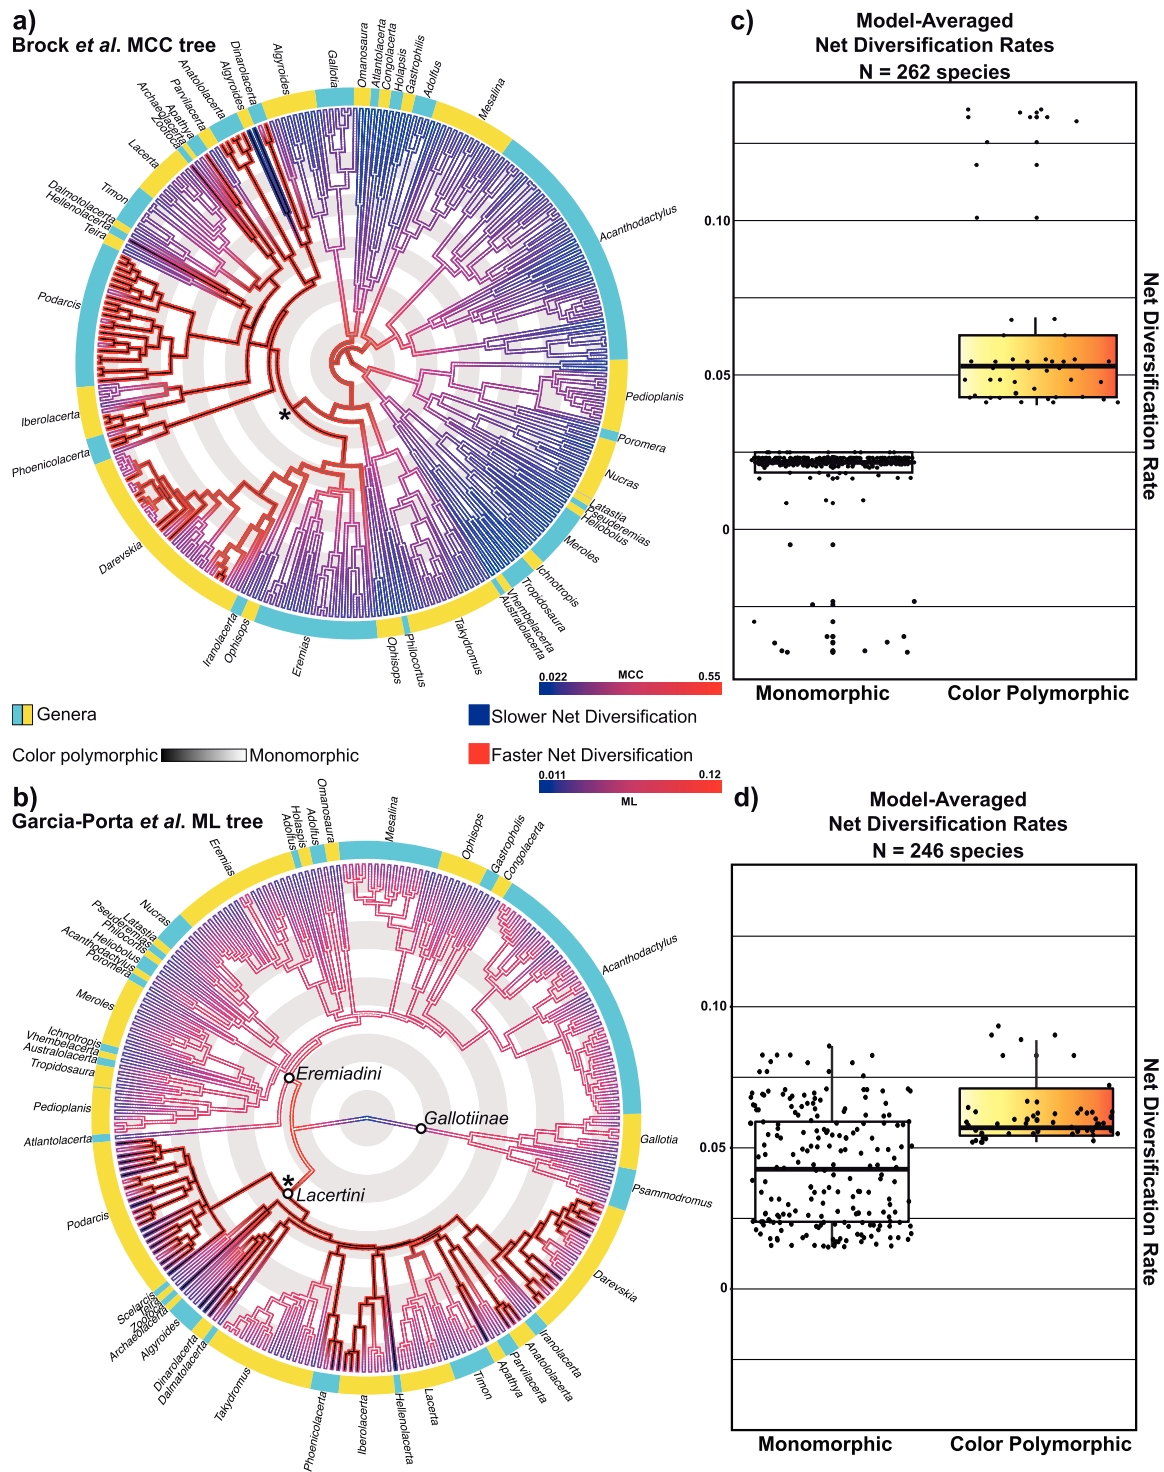 a)
Brock et al. MCC tree
Omanosaura
Atlantolacerta
Congolacerta
Holapsis
Gastrophilis
Adolfus
Mesalina
Acanthodactylus
Pedioplanis
Poromera
Nucras
Latastia
Pseuderemias
Heliobolus
Meroles
Ichnotropis
Tropidosaura
Vhembelacerta
Australolacerta
Takydromus
Philocortus
Ophisops
Eremias
Ophisops
Iranolacerta
Darevskia
Phoenicolacerta
Iberolacerta
Podarcis
Teira
Hellenolacerta
Dalmotolacerta
Timon
Lacerta
Zootoca
Archaeolacerta
Apathya
Parvilacerta
Anatololacerta
Algyroides
Dinarolacerta
Algyroides
Gallotia
*
MCC
0.022
0.55
Genera
Slower Net Diversification
Color polymorphic
Monomorphic
Faster Net Diversification
0.011
0.12
ML
b)
Garcia-Porta et al. ML tree
Omanosaura
Adolfus
Holaspis
Adolfus
Eremias
Mesalina
Ophisops
Gastropholis
Congolacerta
Acanthodactylus
Nucras
Latastia
Pseuderemias
Philocortis
Heliobolus
Acanthodactylus
Poromera
Meroles
Ichnotropis
Vhembelacerta
Australolacerta
Tropidosaura
Pedioplanis
Atlantolacerta
Podarcis
Scelarcis
Teira
Zootoca
Archaeolacerta
Algyroides
Dinarolacerta
Dalmatolacerta
Takydromus
Phoenicolacerta
Iberolacerta
Hellenolacerta
Lacerta
Timon
Apathya
Parvilacerta
Anatololacerta
Iranolacerta
Darevskia
Psammodromus
Gallotia
Eremiadini
Gallotiinae
*
Lacertini
c)
Model-Averaged
Net Diversification Rates
N = 262 species
0.10
0.05
0
Net Diversification Rate
Monomorphic
Color Polymorphic
d)
Model-Averaged
Net Diversification Rates
N = 246 species
0.10
0.05
0
Net Diversification Rate
Monomorphic
Color Polymorphic